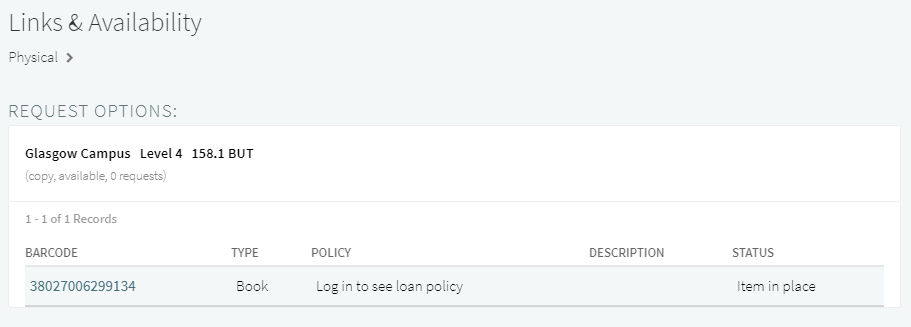 Links & Availability
Physical
REQUEST OPTIONS:
Glasgow Campus Level 4 158.1 BUT
(copy, available, 0 requests)
1 - 1 of 1 Records
BARCODE TYPE POLICY DESCRIPTION STATUS
38027006299134 Book Log in to see loan policy Item in place